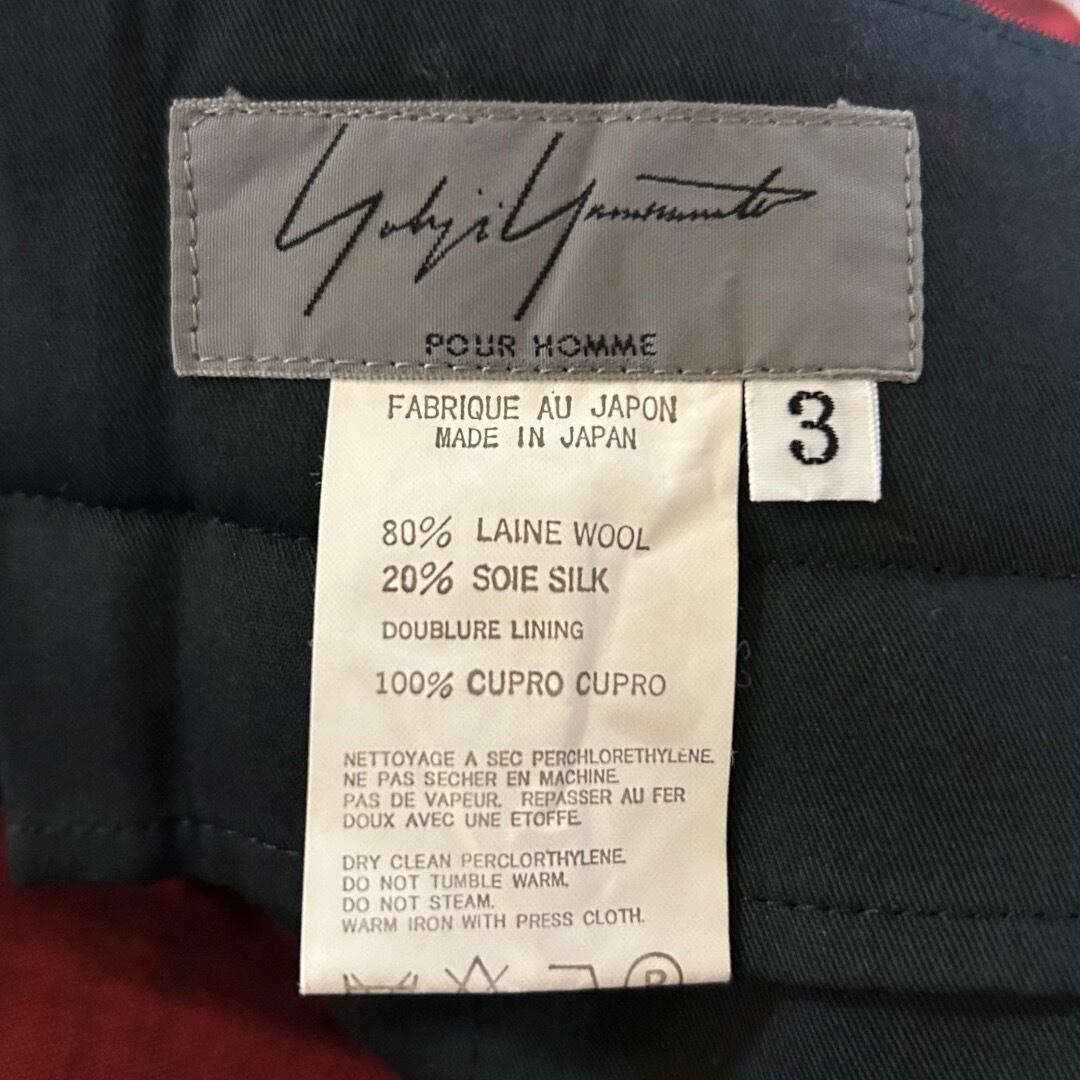 Yohji Yamamoto
POUR HOMME
FABRIQUE AU JAPON
MADE IN JAPAN
3
80% LAINE WOOL
20% SOIE SILK
DOUBLURE LINING
100% CUPRO CUPRO
NETTOYAGE A SEC PERCHLORETHYLENE.
NE PAS SECHER EN MACHINE.
PAS DE VAPEUR. REPASSER AU FER
DOUX AVEC UNE ETOFFE.
DRY CLEAN PERCLORTHYLENE.
DO NOT TUMBLE WARM.
DO NOT STEAM.
WARM IRON WITH PRESS CLOTH.
P